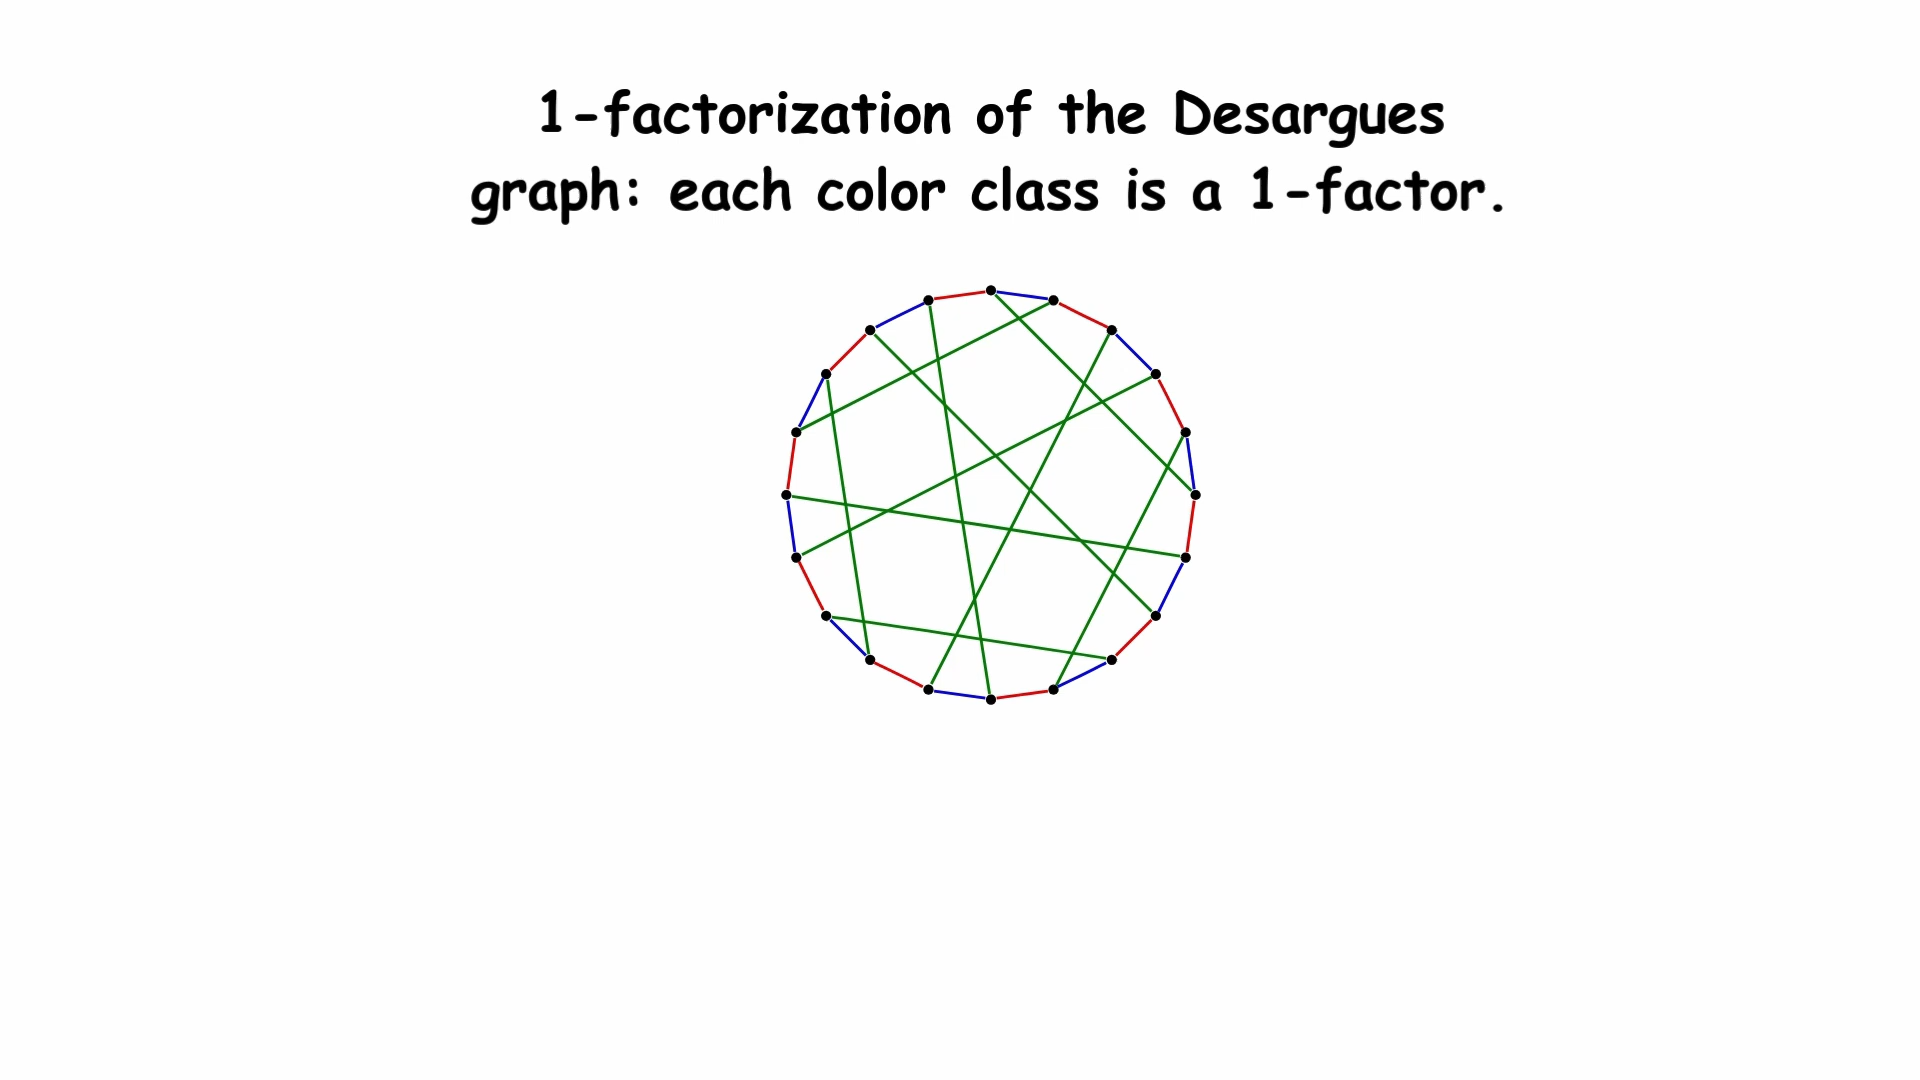 1-factorization of the Desargues
graph: each color class is a 1-factor.